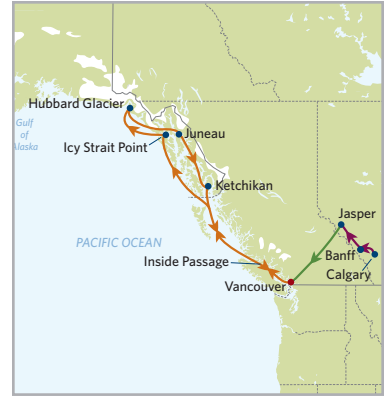 Hubbard Glacier
Gulf
of
Alaska
Juneau
Icy Strait Point
Ketchikan
Jasper
PACIFIC OCEAN
Inside Passage
Banff
Calgary
Vancouver